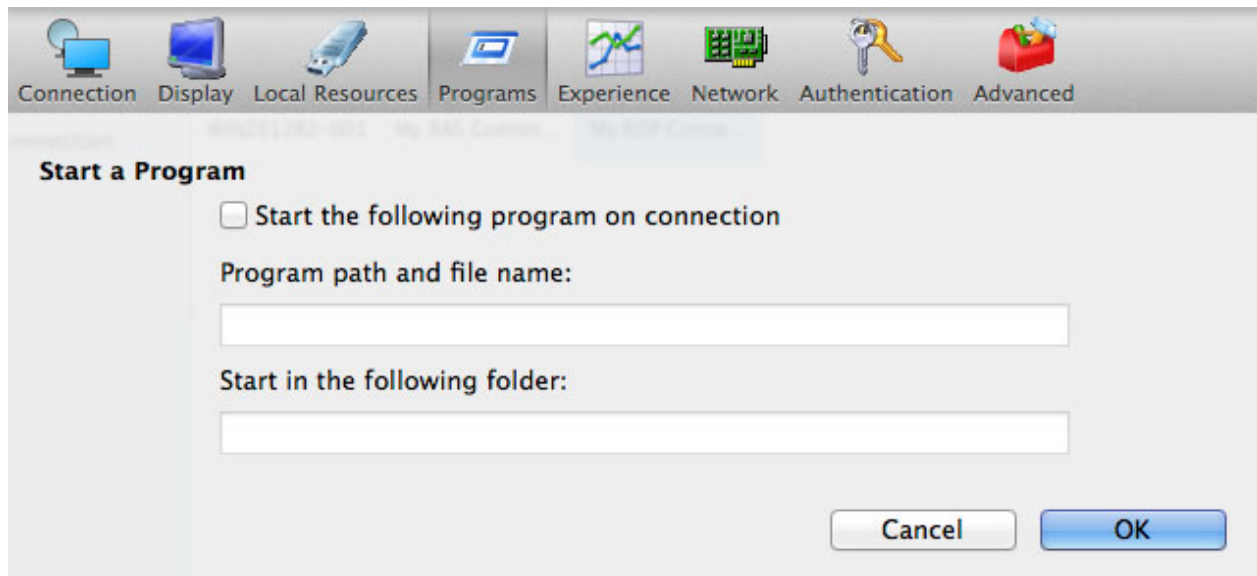 Connection Display Local Resources Programs Experience Network Authentication Advanced
Start a Program
Start the following program on connection
Program path and file name:
Start in the following folder:
Cancel OK